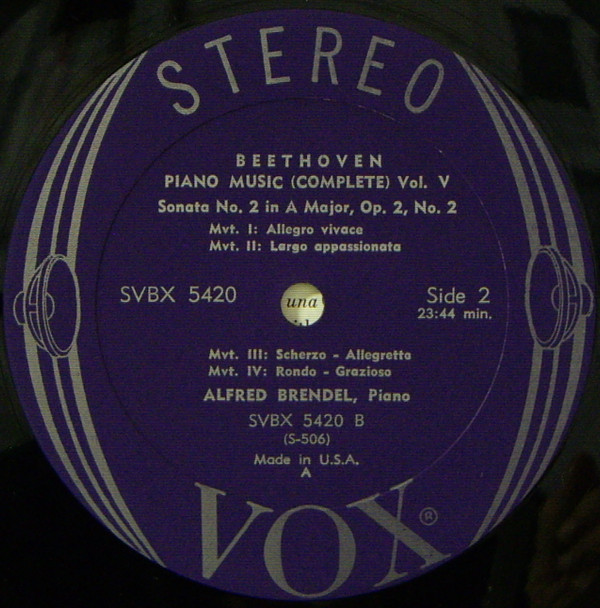 STEREO
BEETHOVEN
PIANO MUSIC (COMPLETE) Vol. V
Sonata No. 2 in A Major, Op. 2, No. 2
Mvt. I: Allegro vivace
Mvt. II: Largo appassionata
SVBX 5420
una
Side 2
23:44 min.
Mvt. III: Scherzo - Allegretto
Mvt. IV: Rondo - Grazioso
ALFRED BRENDEL, Piano
SVBX 5420 B
(S-506)
Made in U.S.A.
A
VOX®